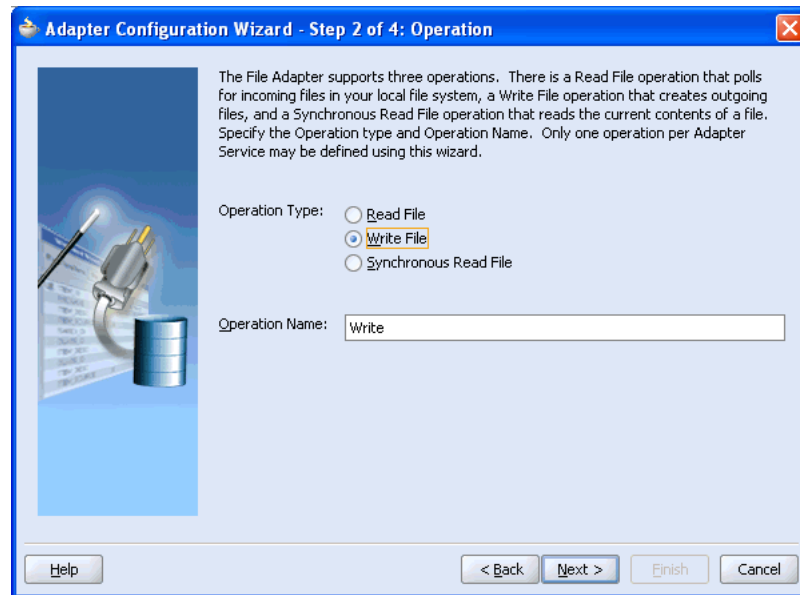 Adapter Configuration Wizard - Step 2 of 4: Operation
The File Adapter supports three operations. There is a Read File operation that polls
for incoming files in your local file system, a Write File operation that creates outgoing
files, and a Synchronous Read File operation that reads the current contents of a file.
Specify the Operation type and Operation Name. Only one operation per Adapter
Service may be defined using this wizard.
Operation Type:
Read File
Write File
Synchronous Read File
Operation Name: Write
Help < Back Next > Finish Cancel